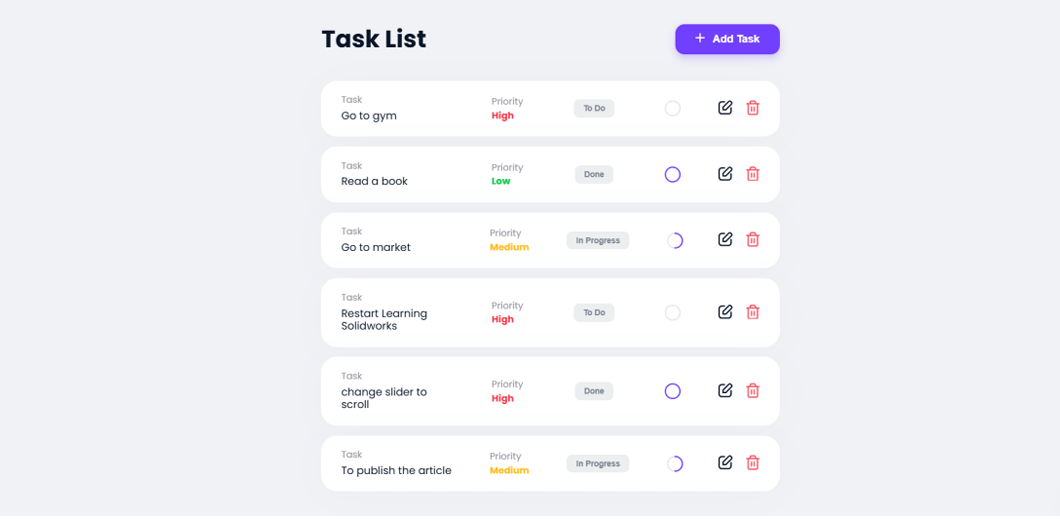 Task List
+ Add Task
Task
Go to gym
Priority
High
To Do
Task
Read a book
Priority
Low
Done
Task
Go to market
Priority
Medium
In Progress
Task
Restart Learning
Solidworks
Priority
High
To Do
Task
change slider to
scroll
Priority
High
Done
Task
To publish the article
Priority
Medium
In Progress